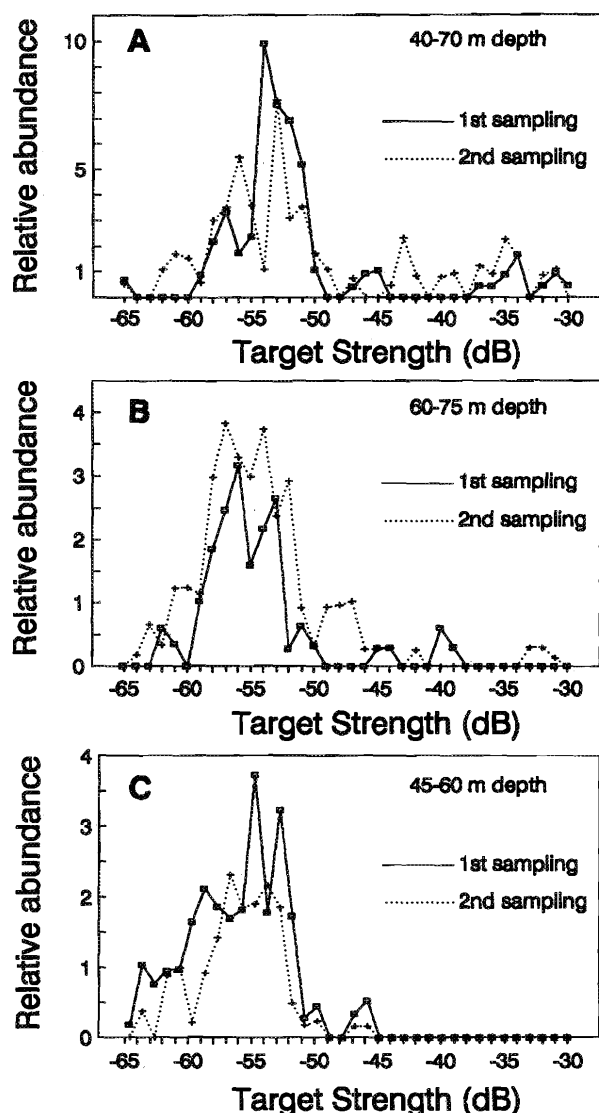 A
40-70 m depth
10
5
1
Relative abundance
1st sampling
2nd sampling
-65 -60 -55 -50 -45 -40 -35 -30
Target Strength (dB)
B
60-75 m depth
4
3
2
1
0
Relative abundance
1st sampling
2nd sampling
-65 -60 -55 -50 -45 -40 -35 -30
Target Strength (dB)
C
45-60 m depth
4
3
2
1
0
Relative abundance
1st sampling
2nd sampling
-65 -60 -55 -50 -45 -40 -35 -30
Target Strength (dB)